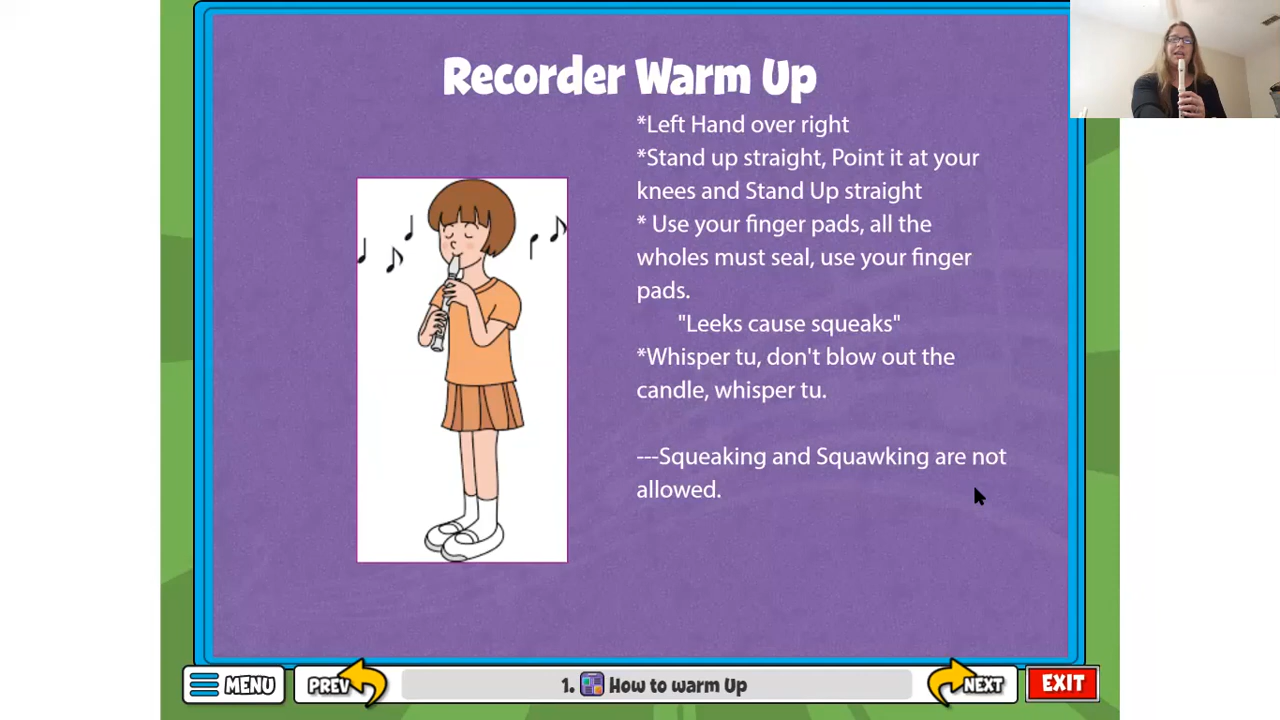 Recorder Warm Up
*Left Hand over right
*Stand up straight, Point it at your
knees and Stand Up straight
* Use your finger pads, all the
wholes must seal, use your finger
pads.
"Leeks cause squeaks"
*Whisper tu, don't blow out the
candle, whisper tu.
---Squeaking and Squawking are not
allowed.
MENU
PREV
1. How to warm Up
NEXT
EXIT